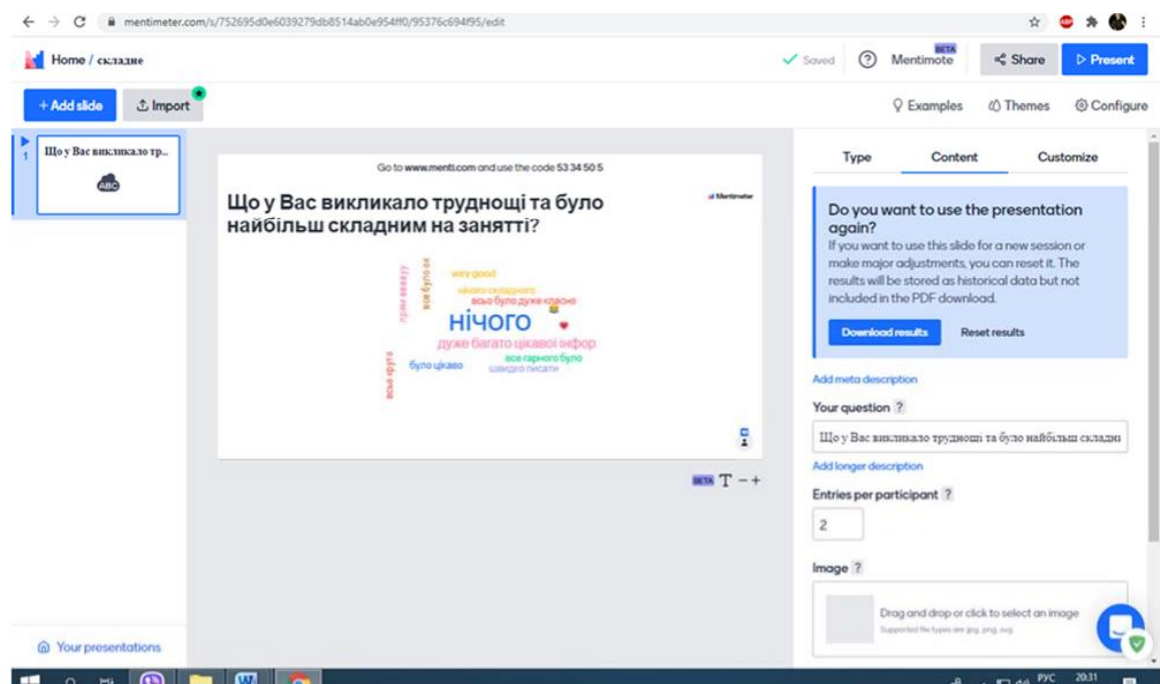 mentimeter.com/s/752695d0e6039279db8514ab0e954ff0/95376c694f95/edit
ABP
Home / складне
Saved
Mentimote
BETA
Share
Present
+ Add slide
Import
Examples
Themes
Configure
1
Що у Вас викликало тр...
ABC
Go to www.menti.com and use the code 53 34 50 5
Mentimeter
Що у Вас викликало труднощі та було
найбільш складним на занятті?
все було ок
very good
нічого складного
всьо було дуже класно
нічого
дуже багато цікавої інфор
все гарного було
було цікаво
швидко писати
всьо круто
BETA T − +
Type
Content
Customize
Do you want to use the presentation
again?
If you want to use this slide for a new session or
make major adjustments, you can reset it. The
results will be stored as historical data but not
included in the PDF download.
Download results
Reset results
Add meta description
Your question ?
Що у Вас викликало труднощі та було найбільш складни
Add longer description
Entries per participant ?
2
Image ?
Drag and drop or click to select an image
Supported file types are jpg, png, svg
Your presentations
РУС
20:31